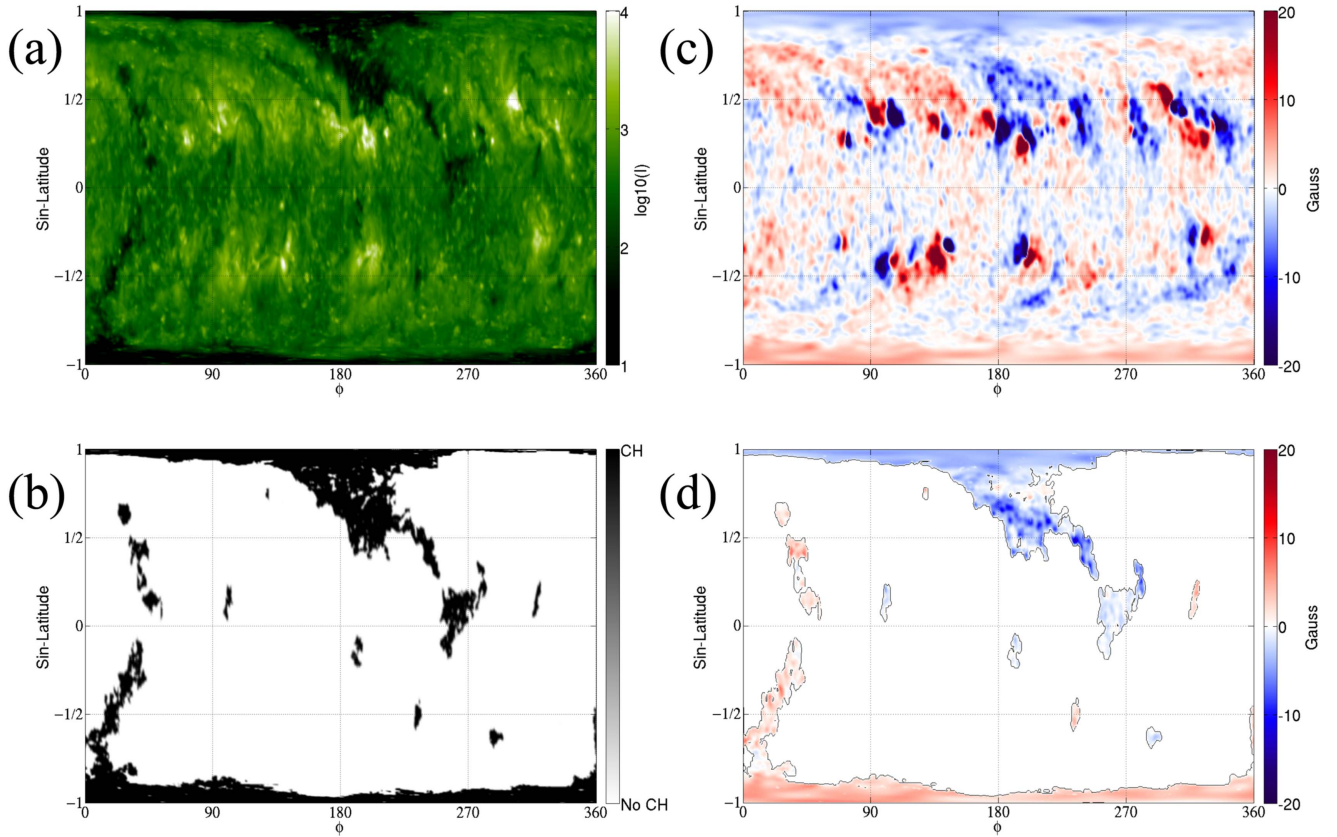 (a)
1
1/2
0
−1/2
−1
Sin-Latitude
0 90 180 270 360
ϕ
4
3
2
1
log10(I)
(c)
1
1/2
0
−1/2
−1
Sin-Latitude
0 90 180 270 360
ϕ
20
10
0
-10
-20
Gauss
(b)
1
1/2
0
−1/2
−1
Sin-Latitude
0 90 180 270 360
ϕ
CH
No CH
(d)
1
1/2
0
−1/2
−1
Sin-Latitude
0 90 180 270 360
ϕ
20
10
0
-10
-20
Gauss